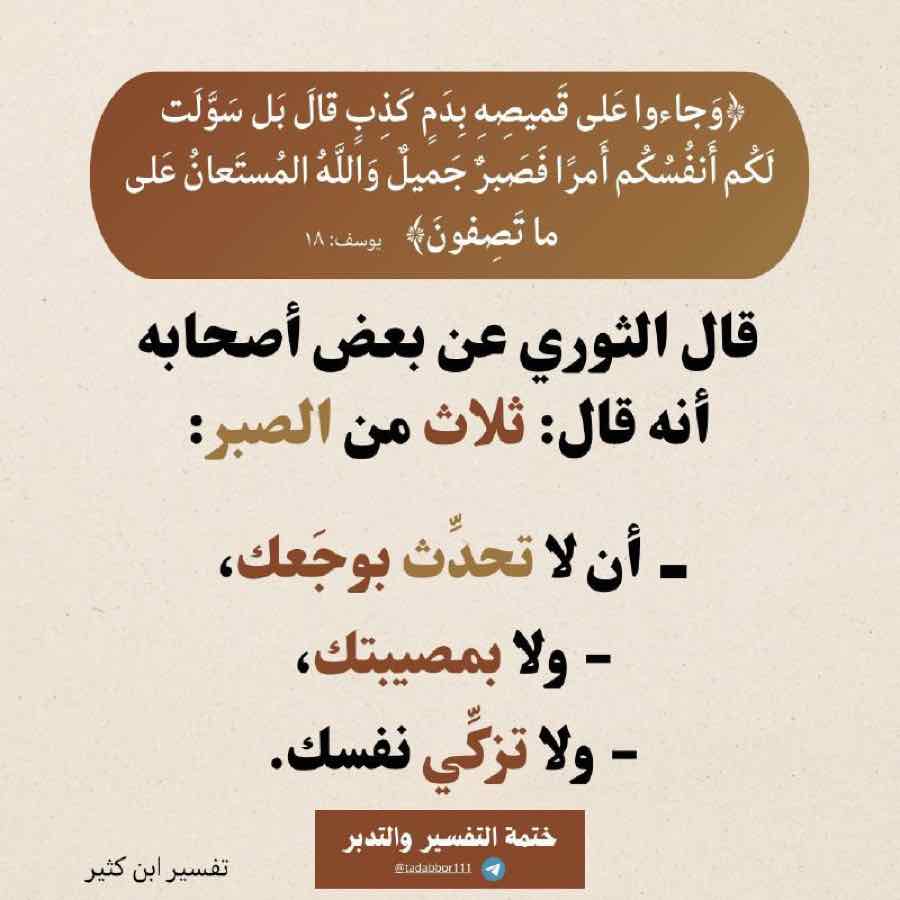 ﴿وَجاءوا عَلى قَميصِهِ بِدَمٍ كَذِبٍ قالَ بَل سَوَّلَت
لَكُم أَنفُسُكُم أَمرًا فَصَبرٌ جَميلٌ وَاللَّهُ المُستَعانُ عَلى
ما تَصِفونَ﴾ يوسف: ١٨
قال الثوري عن بعض أصحابه
أنه قال: ثلاث من الصبر:
- أن لا تحدِّث بوجَعك،
- ولا بمصيبتك،
- ولا تزكِّي نفسك.
ختمة التفسير والتدبر
@tadabbor111
تفسير ابن كثير